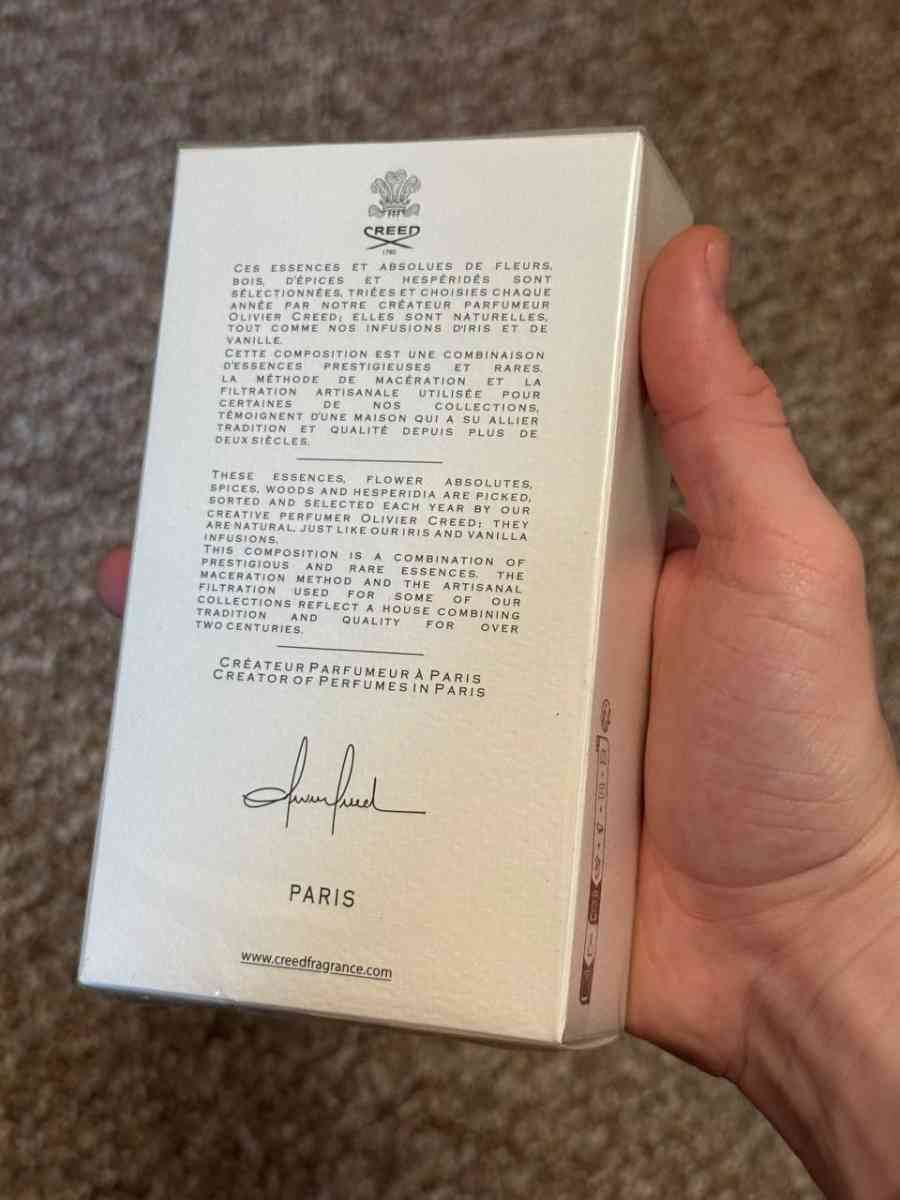 CREED
1760
CES ESSENCES ET ABSOLUES DE FLEURS,
BOIS, D'ÉPICES ET HESPÉRIDÉS SONT
SÉLECTIONNÉES, TRIÉES ET CHOISIES CHAQUE
ANNÉE PAR NOTRE CRÉATEUR PARFUMEUR
OLIVIER CREED; ELLES SONT NATURELLES,
TOUT COMME NOS INFUSIONS D'IRIS ET DE
VANILLE.
CETTE COMPOSITION EST UNE COMBINAISON
D'ESSENCES PRESTIGIEUSES ET RARES.
LA MÉTHODE DE MACÉRATION ET LA
FILTRATION ARTISANALE UTILISÉE POUR
CERTAINES DE NOS COLLECTIONS,
TÉMOIGNENT D'UNE MAISON QUI A SU ALLIER
TRADITION ET QUALITÉ DEPUIS PLUS DE
DEUX SIÈCLES.
THESE ESSENCES, FLOWER ABSOLUTES,
SPICES, WOODS AND HESPERIDIA ARE PICKED,
SORTED AND SELECTED EACH YEAR BY OUR
CREATIVE PERFUMER OLIVIER CREED; THEY
ARE NATURAL, JUST LIKE OUR IRIS AND VANILLA
INFUSIONS.
THIS COMPOSITION IS A COMBINATION OF
PRESTIGIOUS AND RARE ESSENCES. THE
MACERATION METHOD AND THE ARTISANAL
FILTRATION USED FOR SOME OF OUR
COLLECTIONS REFLECT A HOUSE COMBINING
TRADITION AND QUALITY FOR OVER
TWO CENTURIES.
CRÉATEUR PARFUMEUR À PARIS
CREATOR OF PERFUMES IN PARIS
PARIS
www.creedfragrance.com